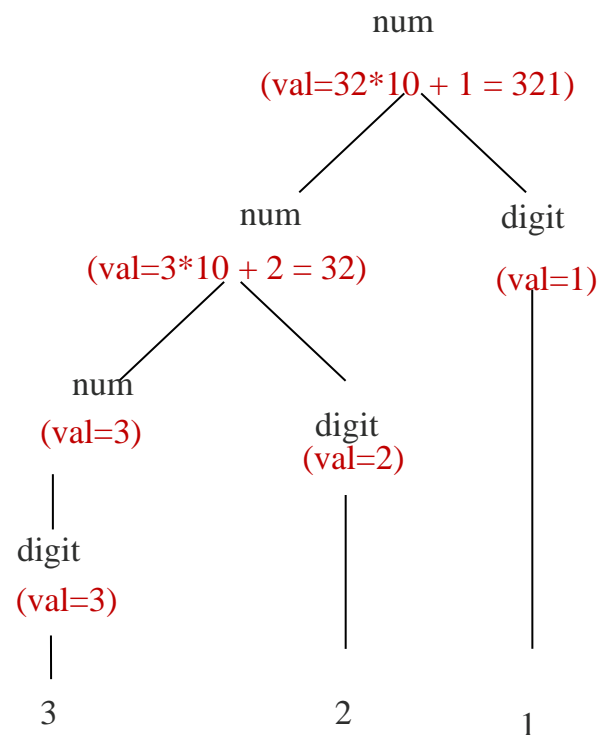 num
(val=32*10 + 1 = 321)
num
digit
(val=3*10 + 2 = 32)
(val=1)
num
(val=3)
digit
(val=2)
digit
(val=3)
3
2
1